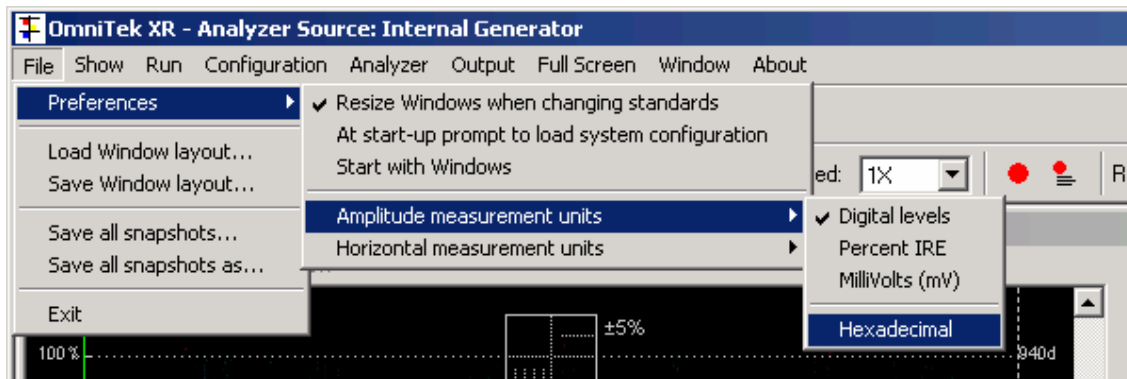 OmniTek XR - Analyzer Source: Internal Generator
File Show Run Configuration Analyzer Output Full Screen Window About
Preferences
Load Window layout...
Save Window layout...
Save all snapshots...
Save all snapshots as...
Exit
Resize Windows when changing standards
At start-up prompt to load system configuration
Start with Windows
Amplitude measurement units
Horizontal measurement units
ed: 1X R
Digital levels
Percent IRE
MilliVolts (mV)
Hexadecimal
±5%
100% 940d